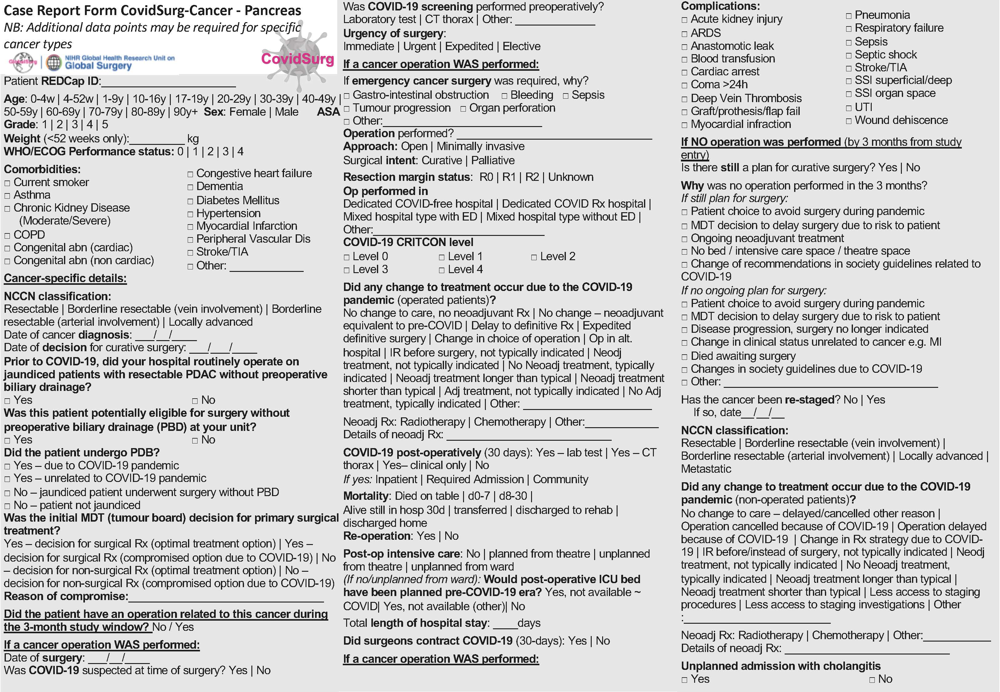 Case Report Form CovidSurg-Cancer - Pancreas
NB: Additional data points may be required for specific
cancer types
GlobalSurg
NIHR Global Health Research Unit on
Global Surgery
CovidSurg
Patient REDCap ID:______________________
Age: 0-4w | 4-52w | 1-9y | 10-16y | 17-19y | 20-29y | 30-39y | 40-49y |
50-59y | 60-69y | 70-79y | 80-89y | 90y+ Sex: Female | Male ASA
Grade: 1 | 2 | 3 | 4 | 5
Weight (<52 weeks only):_________ kg
WHO/ECOG Performance status: 0 | 1 | 2 | 3 | 4
Comorbidities:
□ Current smoker
□ Asthma
□ Chronic Kidney Disease
(Moderate/Severe)
□ COPD
□ Congenital abn (cardiac)
□ Congenital abn (non cardiac)
□ Congestive heart failure
□ Dementia
□ Diabetes Mellitus
□ Hypertension
□ Myocardial Infarction
□ Peripheral Vascular Dis
□ Stroke/TIA
□ Other: ____________
Cancer-specific details:
NCCN classification:
Resectable | Borderline resectable (vein involvement) | Borderline
resectable (arterial involvement) | Locally advanced
Date of cancer diagnosis: ___/__/____
Date of decision for curative surgery: ___/___/____
Prior to COVID-19, did your hospital routinely operate on
jaundiced patients with resectable PDAC without preoperative
biliary drainage?
□ Yes □ No
Was this patient potentially eligible for surgery without
preoperative biliary drainage (PBD) at your unit?
□ Yes □ No
Did the patient undergo PDB?
□ Yes – due to COVID-19 pandemic
□ Yes – unrelated to COVID-19 pandemic
□ No – jaundiced patient underwent surgery without PBD
□ No – patient not jaundiced
Was the initial MDT (tumour board) decision for primary surgical
treatment?
Yes – decision for surgical Rx (optimal treatment option) | Yes –
decision for surgical Rx (compromised option due to COVID-19) | No
– decision for non-surgical Rx (optimal treatment option) | No –
decision for non-surgical Rx (compromised option due to COVID-19)
Reason of compromise:________________________________
Did the patient have an operation related to this cancer during
the 3-month study window? No / Yes
If a cancer operation WAS performed:
Date of surgery: ___/__/____
Was COVID-19 suspected at time of surgery? Yes | No
Was COVID-19 screening performed preoperatively?
Laboratory test | CT thorax | Other: _____________
Urgency of surgery:
Immediate | Urgent | Expedited | Elective
If a cancer operation WAS performed:
If emergency cancer surgery was required, why?
□ Gastro-intestinal obstruction □ Bleeding □ Sepsis
□ Tumour progression □ Organ perforation
□ Other:__________________________
Operation performed? ________________________________
Approach: Open | Minimally invasive
Surgical intent: Curative | Palliative
Resection margin status: R0 | R1 | R2 | Unknown
Op performed in
Dedicated COVID-free hospital | Dedicated COVID Rx hospital |
Mixed hospital type with ED | Mixed hospital type without ED |
Other:____________________________
COVID-19 CRITCON level
□ Level 0 □ Level 1 □ Level 2
□ Level 3 □ Level 4
Did any change to treatment occur due to the COVID-19
pandemic (operated patients)?
No change to care, no neoadjuvant Rx | No change – neoadjuvant
equivalent to pre-COVID | Delay to definitive Rx | Expedited
definitive surgery | Change in choice of operation | Op in alt.
hospital | IR before surgery, not typically indicated | Neodj
treatment, not typically indicated | No Neoadj treatment, typically
indicated | Neoadj treatment longer than typical | Neoadj treatment
shorter than typical | Adj treatment, not typically indicated | No Adj
treatment, typically indicated | Other: _____________________
Neoadj Rx: Radiotherapy | Chemotherapy | Other:____________
Details of neoadj Rx: ___________________________
COVID-19 post-operatively (30 days): Yes – lab test | Yes – CT
thorax | Yes– clinical only | No
If yes: Inpatient | Required Admission | Community
Mortality: Died on table | d0-7 | d8-30 |
Alive still in hosp 30d | transferred | discharged to rehab |
discharged home
Re-operation: Yes | No
Post-op intensive care: No | planned from theatre | unplanned
from theatre | unplanned from ward
(If no/unplanned from ward): Would post-operative ICU bed
have been planned pre-COVID-19 era? Yes, not available ~
COVID| Yes, not available (other)| No
Total length of hospital stay: ____days
Did surgeons contract COVID-19 (30-days): Yes | No
If a cancer operation WAS performed:
Complications:
□ Acute kidney injury
□ ARDS
□ Anastomotic leak
□ Blood transfusion
□ Cardiac arrest
□ Coma >24h
□ Deep Vein Thrombosis
□ Graft/prothesis/flap fail
□ Myocardial infraction
□ Pneumonia
□ Respiratory failure
□ Sepsis
□ Septic shock
□ Stroke/TIA
□ SSI superficial/deep
□ SSI organ space
□ UTI
□ Wound dehiscence
If NO operation was performed (by 3 months from study
entry)
Is there still a plan for curative surgery? Yes | No
Why was no operation performed in the 3 months?
If still plan for surgery:
□ Patient choice to avoid surgery during pandemic
□ MDT decision to delay surgery due to risk to patient
□ Ongoing neoadjuvant treatment
□ No bed / intensive care space / theatre space
□ Change of recommendations in society guidelines related to
COVID-19
If no ongoing plan for surgery:
□ Patient choice to avoid surgery during pandemic
□ MDT decision to delay surgery due to risk to patient
□ Disease progression, surgery no longer indicated
□ Change in clinical status unrelated to cancer e.g. MI
□ Died awaiting surgery
□ Changes in society guidelines due to COVID-19
□ Other: ___________________________________
Has the cancer been re-staged? No | Yes
If so, date__/__/__
NCCN classification:
Resectable | Borderline resectable (vein involvement) |
Borderline resectable (arterial involvement) | Locally advanced |
Metastatic
Did any change to treatment occur due to the COVID-19
pandemic (non-operated patients)?
No change to care – delayed/cancelled other reason |
Operation cancelled because of COVID-19 | Operation delayed
because of COVID-19 | Change in Rx strategy due to COVID-
19 | IR before/instead of surgery, not typically indicated | Neodj
treatment, not typically indicated | No Neoadj treatment,
typically indicated | Neoadj treatment longer than typical |
Neoadj treatment shorter than typical | Less access to staging
procedures | Less access to staging investigations | Other
:________________________
Neoadj Rx: Radiotherapy | Chemotherapy | Other:___________
Details of neoadj Rx: ___________________________
Unplanned admission with cholangitis
□ Yes □ No